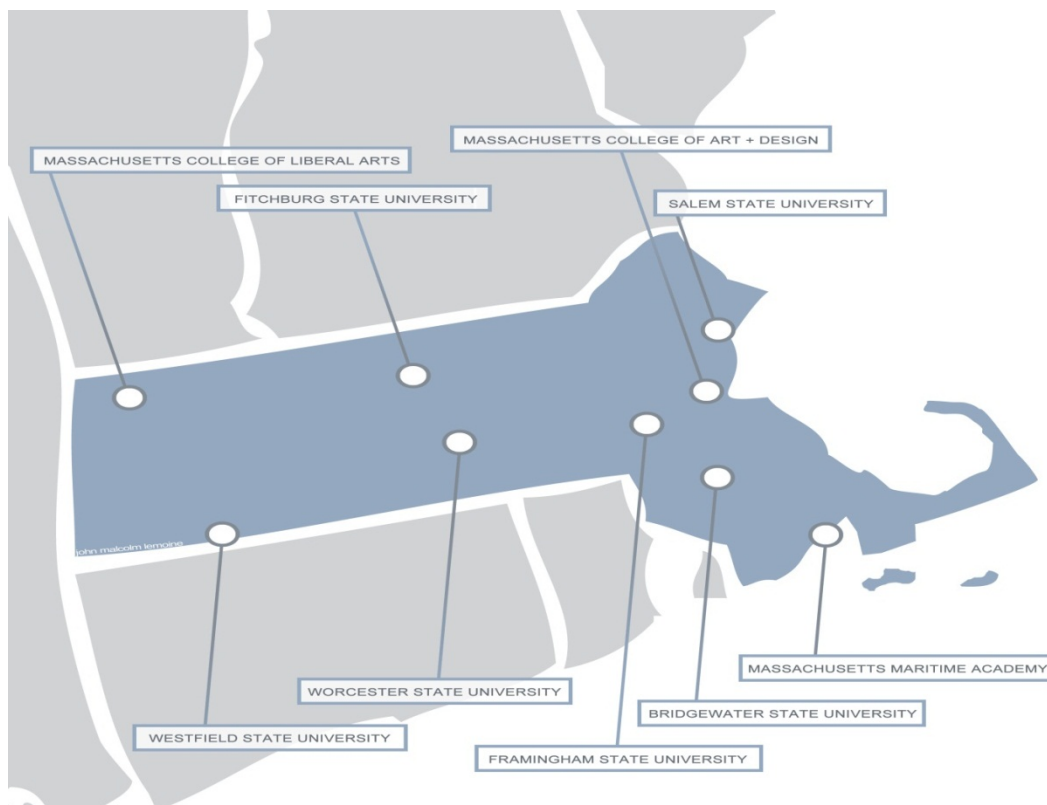 MASSACHUSETTS COLLEGE OF ART + DESIGN
MASSACHUSETTS COLLEGE OF LIBERAL ARTS
FITCHBURG STATE UNIVERSITY
SALEM STATE UNIVERSITY
john malcolm lemoine
MASSACHUSETTS MARITIME ACADEMY
WORCESTER STATE UNIVERSITY
BRIDGEWATER STATE UNIVERSITY
WESTFIELD STATE UNIVERSITY
FRAMINGHAM STATE UNIVERSITY